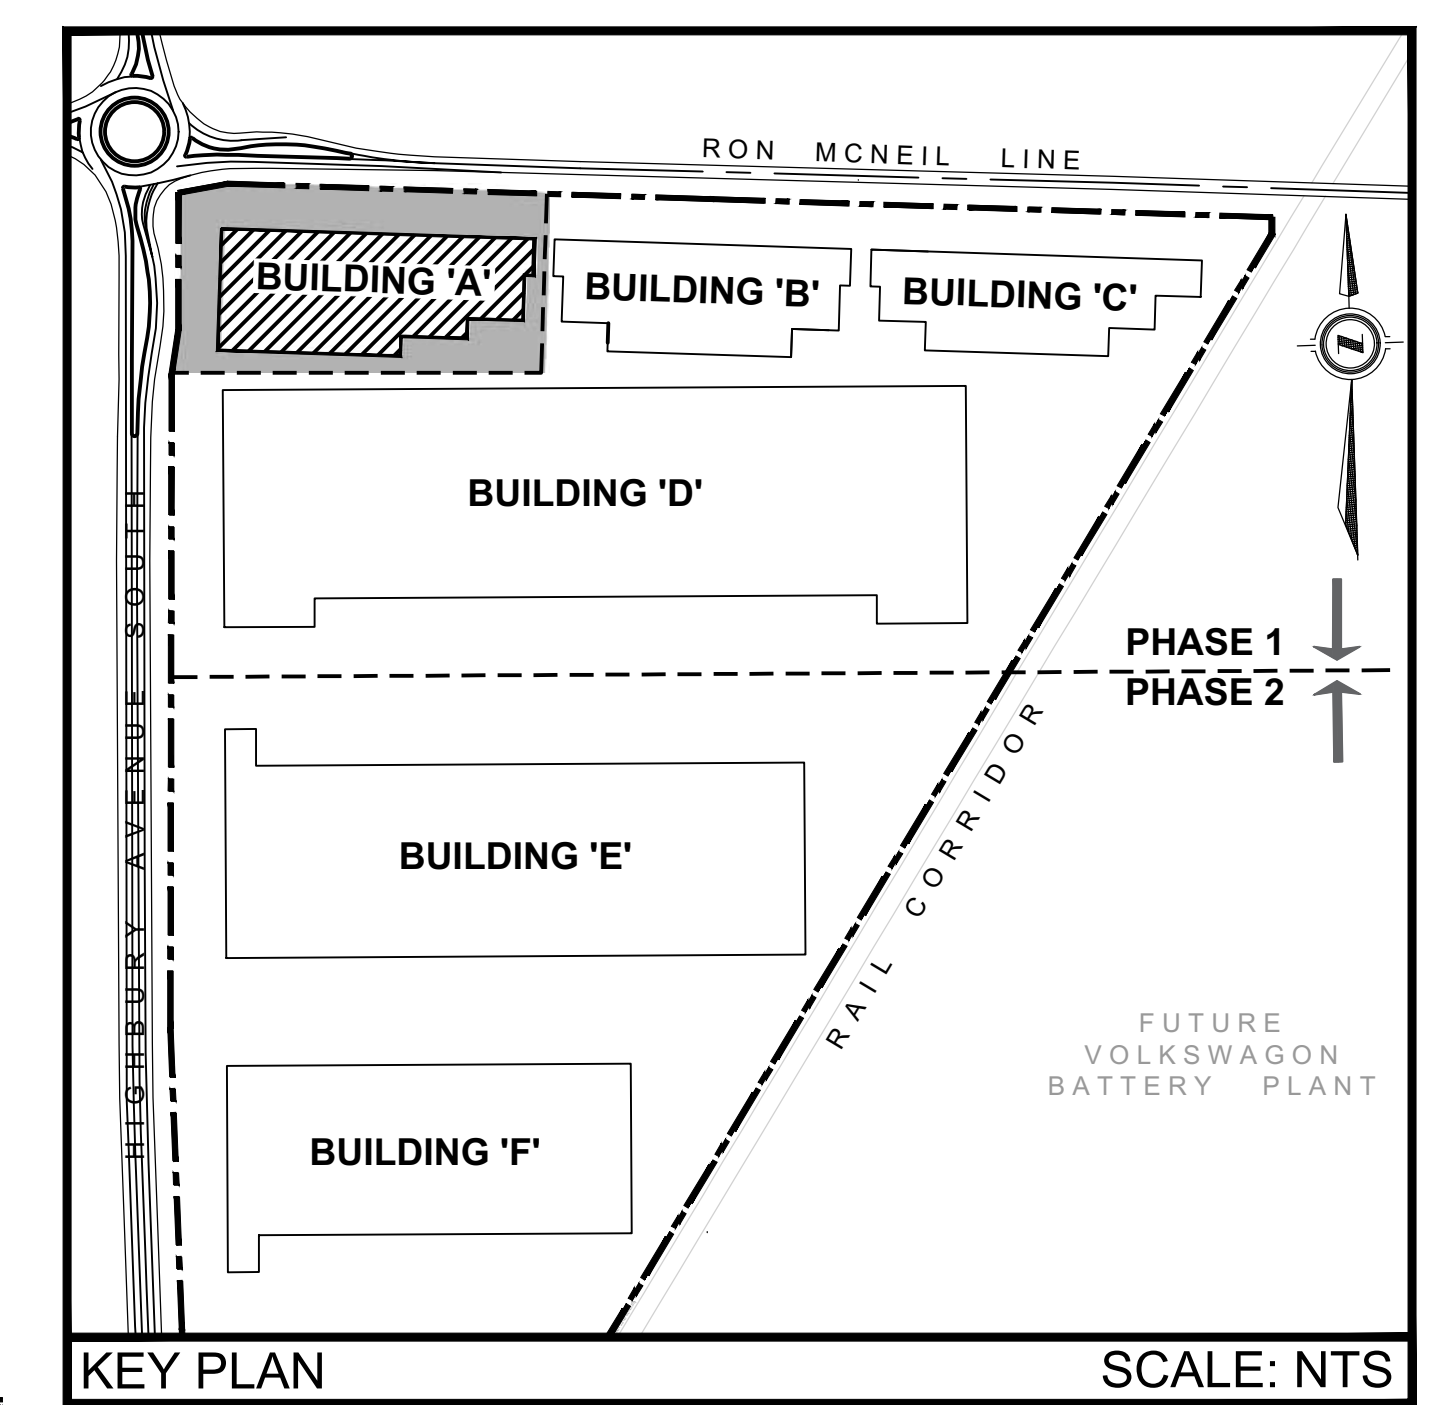 RON MCNEIL LINE
BUILDING 'A'
BUILDING 'B'
BUILDING 'C'
BUILDING 'D'
HIGHBURY AVENUE SOUTH
PHASE 1
PHASE 2
RAIL CORRIDOR
BUILDING 'E'
FUTURE
VOLKSWAGON
BATTERY PLANT
BUILDING 'F'
KEY PLAN
SCALE: NTS